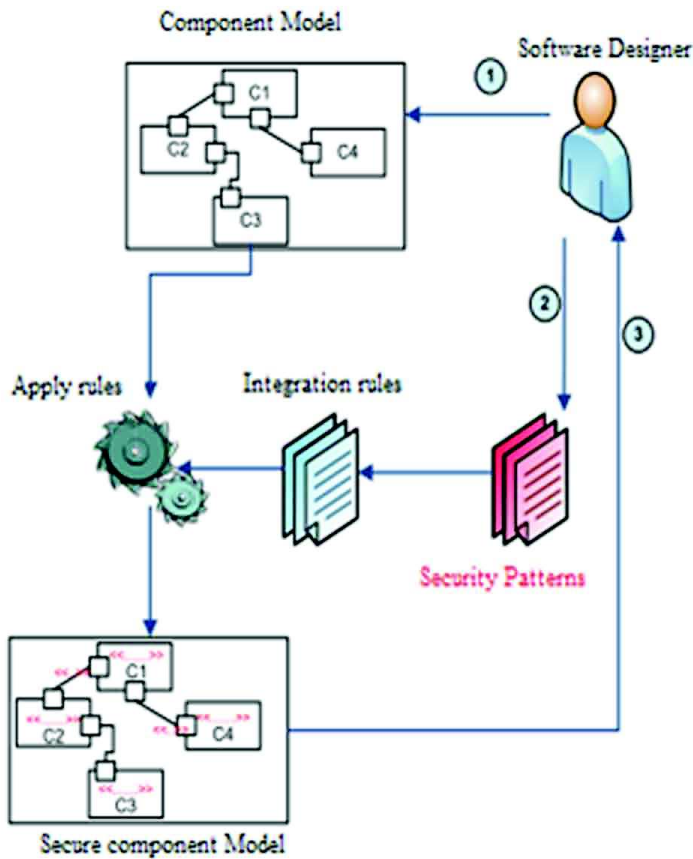 Component Model
Software Designer
1
C1
C2
C4
C3
2
3
Apply rules
Integration rules
Security Patterns
<<......>>
<<...>>
C1
<<......>>
<<......>>
C2
<<...>>
C4
<<......>>
C3
Secure component Model